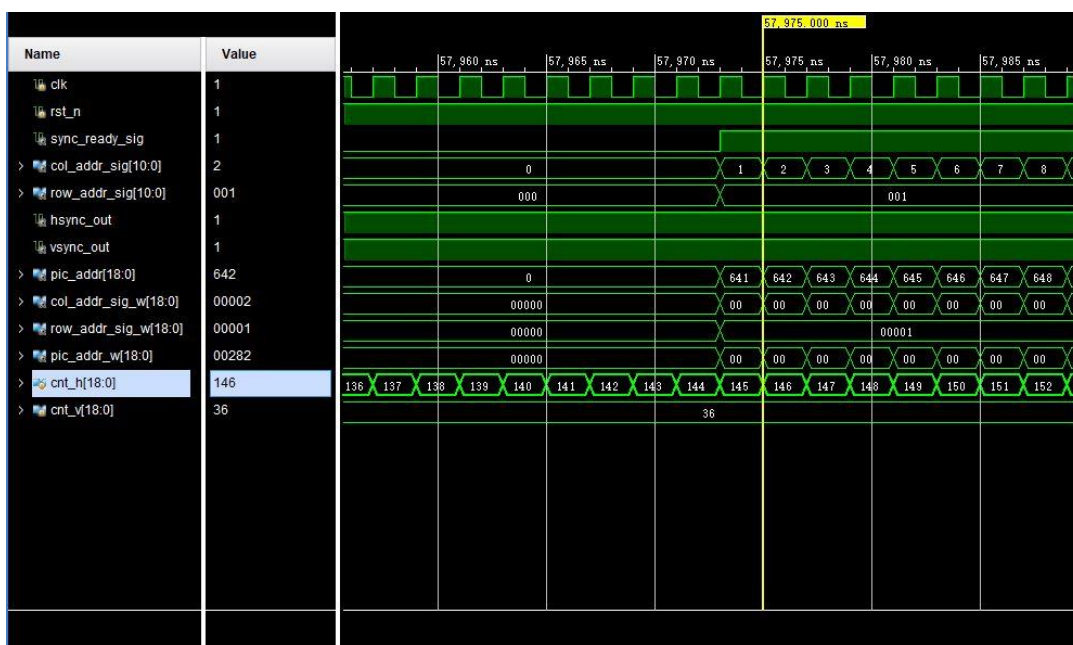 57,975.000 ns
Name Value
57,960 ns 57,965 ns 57,970 ns 57,975 ns 57,980 ns 57,985 ns
clk 1
rst_n 1
sync_ready_sig 1
col_addr_sig[10:0] 2 0 1 2 3 4 5 6 7 8
row_addr_sig[10:0] 001 000 001
hsync_out 1
vsync_out 1
pic_addr[18:0] 642 0 641 642 643 644 645 646 647 648
col_addr_sig_w[18:0] 00002 00000 00 00 00 00 00 00 00 00
row_addr_sig_w[18:0] 00001 00000 00001
pic_addr_w[18:0] 00282 00000 00 00 00 00 00 00 00 00
cnt_h[18:0] 146 136 137 138 139 140 141 142 143 144 145 146 147 148 149 150 151 152
cnt_v[18:0] 36 36